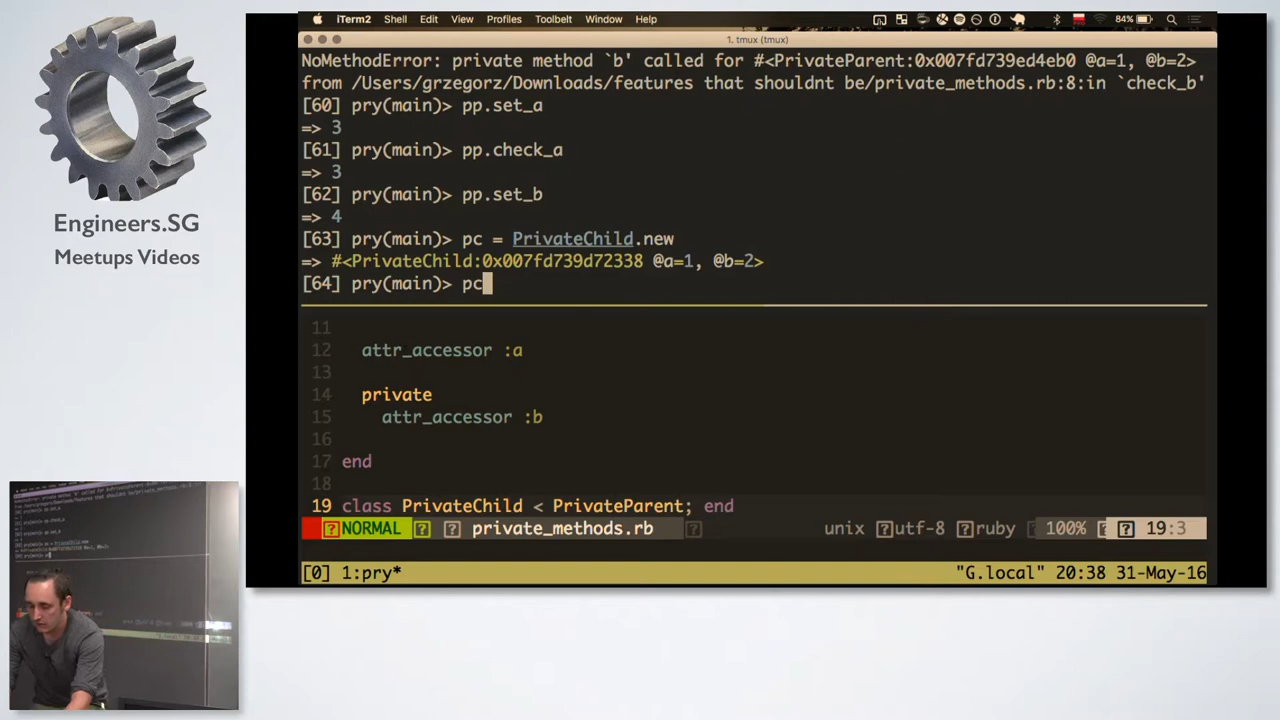 iTerm2 Shell Edit View Profiles Toolbelt Window Help 84%
1. tmux (tmux)
NoMethodError: private method `b' called for #<PrivateParent:0x007fd739ed4eb0 @a=1, @b=2>
from /Users/grzegorz/Downloads/features that shouldnt be/private_methods.rb:8:in `check_b'
[60] pry(main)> pp.set_a
=> 3
[61] pry(main)> pp.check_a
=> 3
[62] pry(main)> pp.set_b
=> 4
[63] pry(main)> pc = PrivateChild.new
=> #<PrivateChild:0x007fd739d72338 @a=1, @b=2>
[64] pry(main)> pc
11
12 attr_accessor :a
13
14 private
15 attr_accessor :b
16
17 end
18
19 class PrivateChild < PrivateParent; end
NORMAL private_methods.rb unix utf-8 ruby 100% 19:3
[0] 1:pry* "G.local" 20:38 31-May-16
Engineers.SG
Meetups Videos